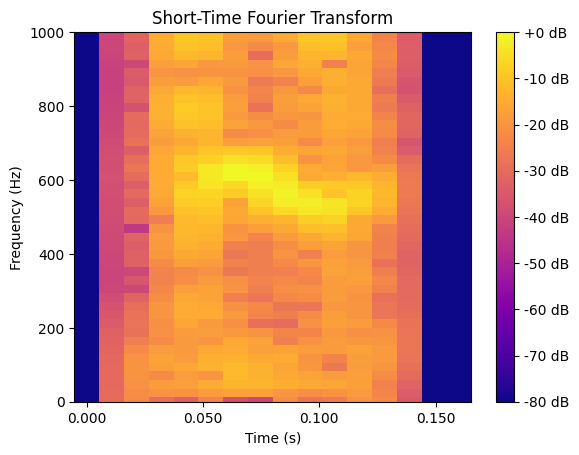 Short-Time Fourier Transform
1000
800
600
400
200
0
Frequency (Hz)
0.000
0.050
0.100
0.150
Time (s)
+0 dB
-10 dB
-20 dB
-30 dB
-40 dB
-50 dB
-60 dB
-70 dB
-80 dB